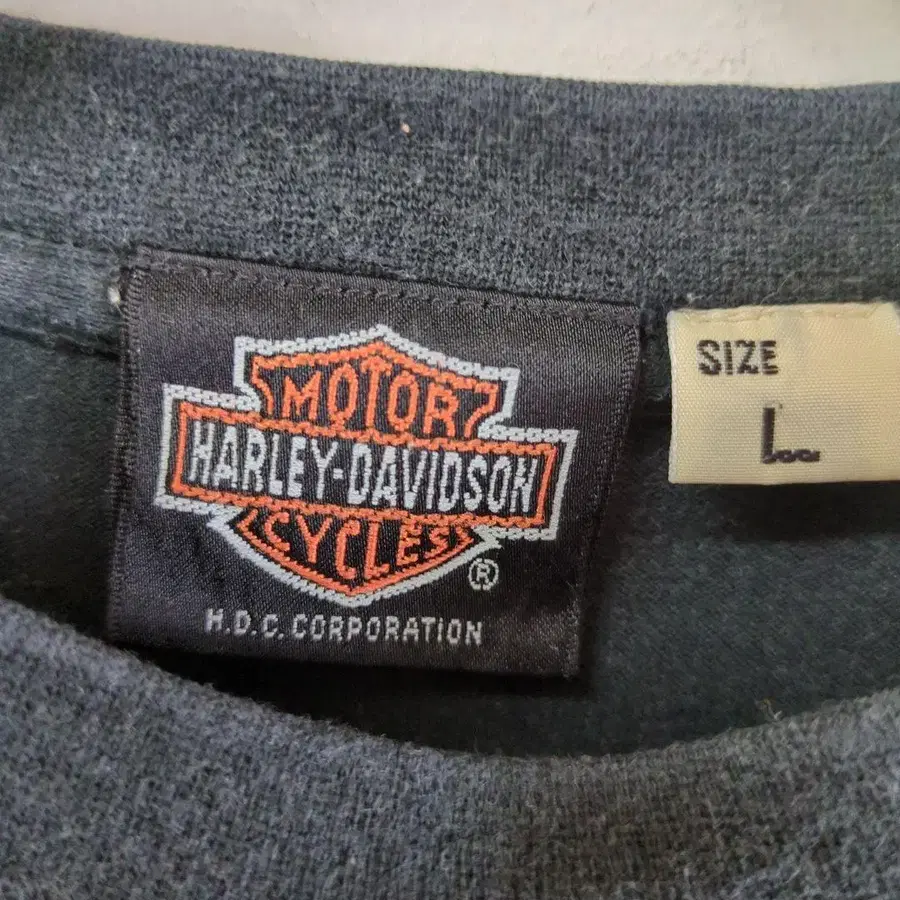 MOTOR
HARLEY-DAVIDSON
CYCLES
®
H.D.C. CORPORATION
SIZE
L